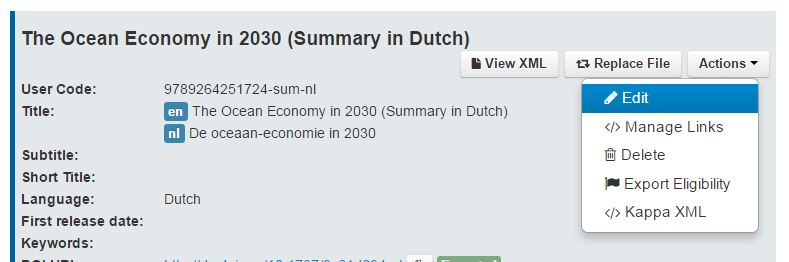 The Ocean Economy in 2030 (Summary in Dutch)
View XML Replace File Actions
User Code: 9789264251724-sum-nl
Title: en The Ocean Economy in 2030 (Summary in Dutch)
nl De oceaan-economie in 2030
Subtitle:
Short Title:
Language: Dutch
First release date:
Keywords:
Edit
Manage Links
Delete
Export Eligibility
Kappa XML